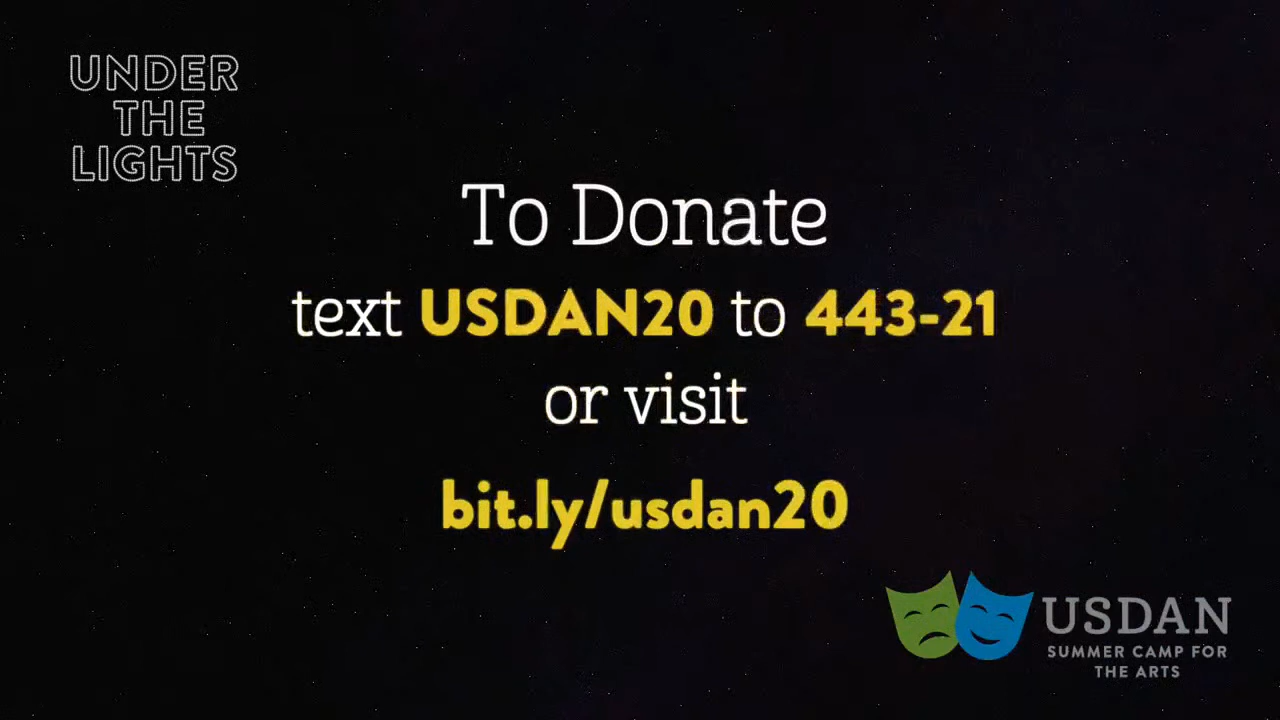 UNDER
THE
LIGHTS
To Donate
text USDAN20 to 443-21
or visit
bit.ly/usdan20
USDAN
SUMMER CAMP FOR
THE ARTS